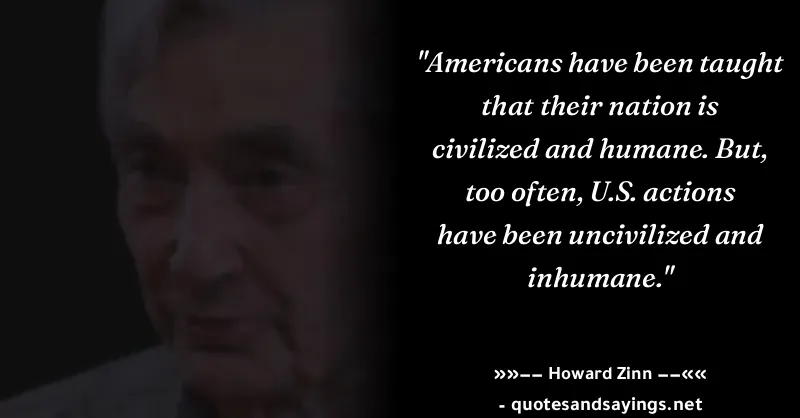 "Americans have been taught
that their nation is
civilized and humane. But,
too often, U.S. actions
have been uncivilized and
inhumane."
»»–– Howard Zinn ––««
- quotesandsayings.net